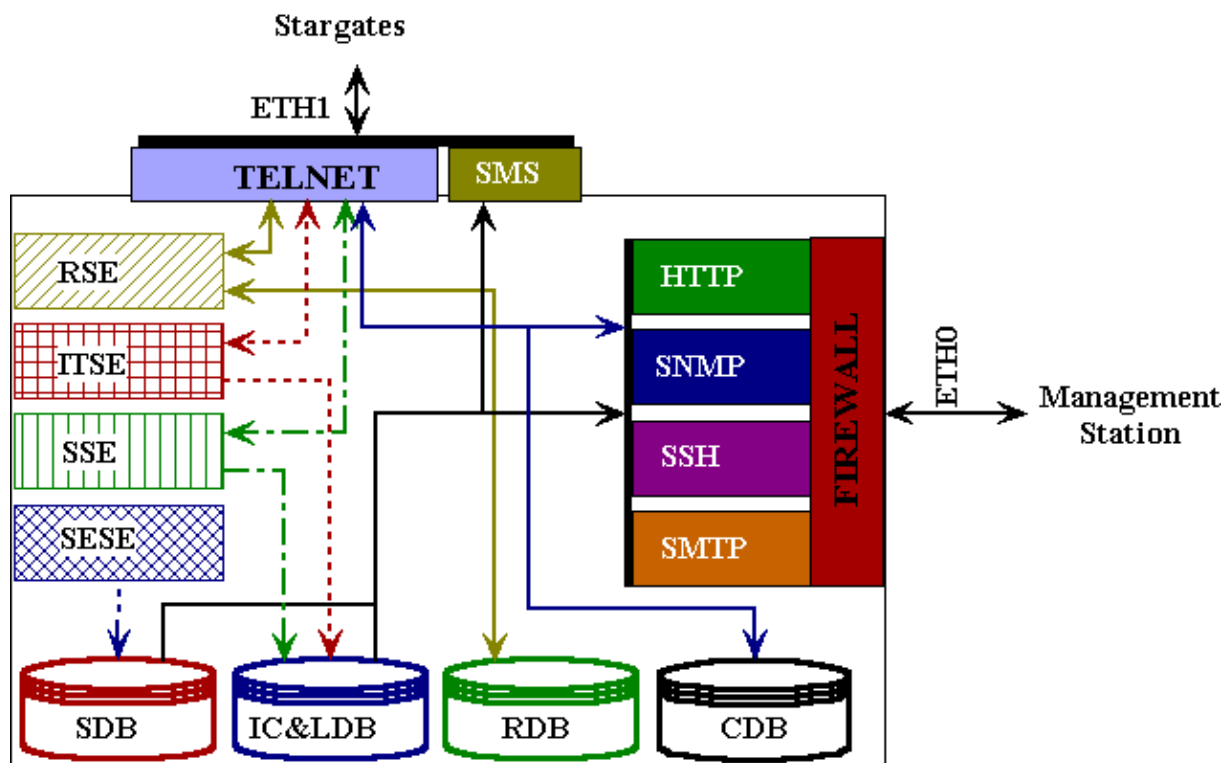 Stargates
ETH1
TELNET
SMS
RSE
ITSE
SSE
SESE
HTTP
SNMP
SSH
SMTP
FIREWALL
ETH0
Management
Station
SDB
IC&LDB
RDB
CDB